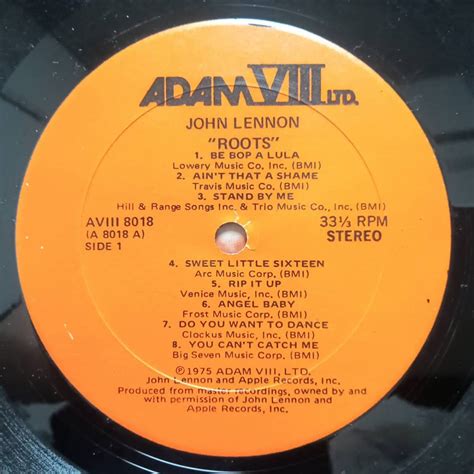 ADAM VIII LTD.
JOHN LENNON
"ROOTS"
1. BE BOP A LULA
Lowery Music Co, Inc. (BMI)
2. AIN'T THAT A SHAME
Travis Music Co. (BMI)
3. STAND BY ME
Hill & Range Songs Inc. & Trio Music Co., Inc. (BMI)
AVIII 8018
(A 8018 A)
SIDE 1
33⅓ RPM
STEREO
4. SWEET LITTLE SIXTEEN
Arc Music Corp. (BMI)
5. RIP IT UP
Venice Music, Inc. (BMI)
6. ANGEL BABY
Figg Music Corp. (BMI)
7. DO YOU WANT TO DANCE
Clockus Music, Inc. (BMI)
8. YOU CAN'T CATCH ME
Big Seven Music Corp. (BMI)
Ⓟ1975 ADAM VIII, LTD.
John Lennon and Apple Records, Inc.
Produced from master recordings, owned by and
with permission of John Lennon and
Apple Records, Inc.